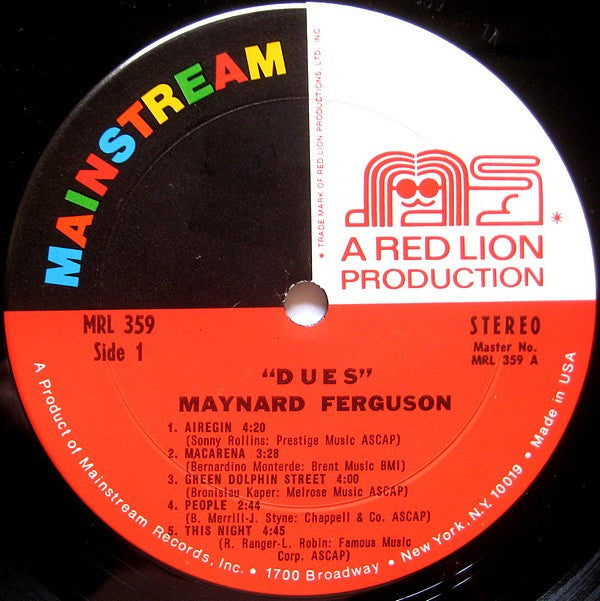 MAINSTREAM
• TRADE MARK OF RED LION PRODUCTIONS, LTD. INC.
A RED LION
PRODUCTION
MRL 359
Side 1
STEREO
Master No.
MRL 359 A
"DUES"
MAYNARD FERGUSON
1. AIREGIN 4:20
(Sonny Rollins: Prestige Music ASCAP)
2. MACARENA 3:28
(Bernardino Monterde: Brent Music BMI)
3. GREEN DOLPHIN STREET 4:00
(Bronislau Kaper: Melrose Music ASCAP)
4. PEOPLE 2:44
(B. Merrill-J. Styne: Chappell & Co. ASCAP)
5. THIS NIGHT 4:45
(R. Ranger-L. Robin: Famous Music
Corp. ASCAP)
A Product of Mainstream Records, Inc. • 1700 Broadway • New York, N.Y. 10019 • Made in USA